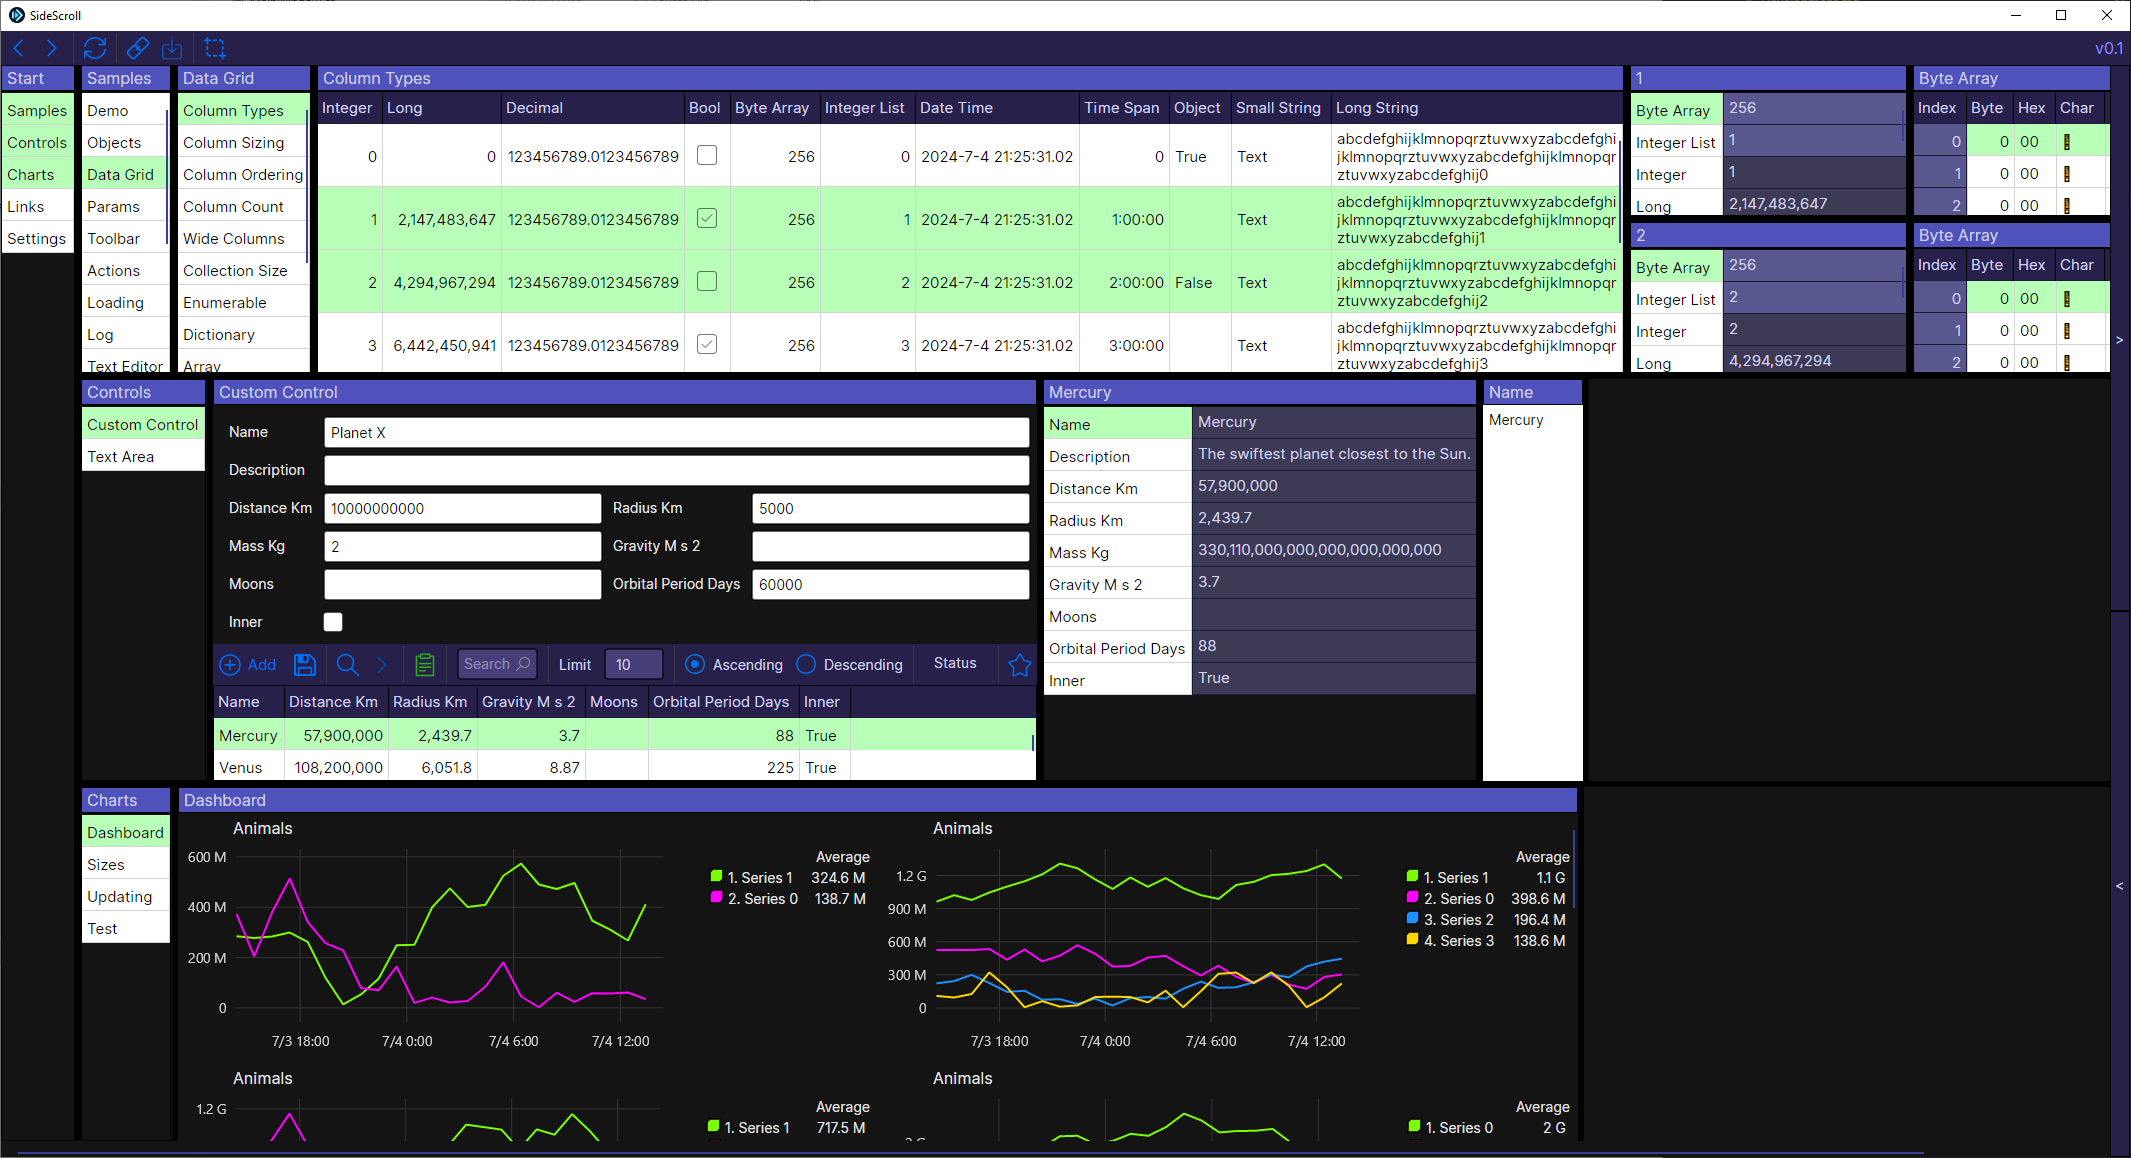 SideScroll
v0.1
Start
Samples
Controls
Charts
Links
Settings
Samples
Demo
Objects
Data Grid
Params
Toolbar
Actions
Loading
Log
Text Editor
Data Grid
Column Types
Column Sizing
Column Ordering
Column Count
Wide Columns
Collection Size
Enumerable
Dictionary
Array
Column Types
Integer Long Decimal Bool Byte Array Integer List Date Time Time Span Object Small String Long String
0 0 123456789.0123456789 256 0 2024-7-4 21:25:31.02 0 True Text
abcdefghijklmnopqrztuvwxyzabcdefghi
jklmnopqrztuvwxyzabcdefghijklmnopqr
ztuvwxyzabcdefghij0
1 2,147,483,647 123456789.0123456789 256 1 2024-7-4 21:25:31.02 1:00:00 Text
abcdefghijklmnopqrztuvwxyzabcdefghi
jklmnopqrztuvwxyzabcdefghijklmnopqr
ztuvwxyzabcdefghij1
2 4,294,967,294 123456789.0123456789 256 2 2024-7-4 21:25:31.02 2:00:00 False Text
abcdefghijklmnopqrztuvwxyzabcdefghi
jklmnopqrztuvwxyzabcdefghijklmnopqr
ztuvwxyzabcdefghij2
3 6,442,450,941 123456789.0123456789 256 3 2024-7-4 21:25:31.02 3:00:00 Text
abcdefghijklmnopqrztuvwxyzabcdefghi
jklmnopqrztuvwxyzabcdefghijklmnopqr
ztuvwxyzabcdefghij3
1
Byte Array 256
Integer List 1
Integer 1
Long 2,147,483,647
Byte Array
Index Byte Hex Char
0 0 00
1 0 00
2 0 00
2
Byte Array 256
Integer List 2
Integer 2
Long 4,294,967,294
Byte Array
Index Byte Hex Char
0 0 00
1 0 00
2 0 00
>
Controls
Custom Control
Text Area
Custom Control
Name Planet X
Description
Distance Km 10000000000 Radius Km 5000
Mass Kg 2 Gravity M s 2
Moons Orbital Period Days 60000
Inner
Add Search Limit 10 Ascending Descending Status
Name Distance Km Radius Km Gravity M s 2 Moons Orbital Period Days Inner
Mercury 57,900,000 2,439.7 3.7 88 True
Venus 108,200,000 6,051.8 8.87 225 True
Mercury
Name Mercury
Description The swiftest planet closest to the Sun.
Distance Km 57,900,000
Radius Km 2,439.7
Mass Kg 330,110,000,000,000,000,000,000
Gravity M s 2 3.7
Moons
Orbital Period Days 88
Inner True
Name
Mercury
Charts
Dashboard
Sizes
Updating
Test
Dashboard
Animals
600 M
400 M
200 M
0
7/3 18:00 7/4 0:00 7/4 6:00 7/4 12:00
Average
1. Series 1 324.6 M
2. Series 0 138.7 M
Animals
1.2 G
900 M
600 M
300 M
0
7/3 18:00 7/4 0:00 7/4 6:00 7/4 12:00
Average
1. Series 1 1.1 G
2. Series 0 398.6 M
3. Series 2 196.4 M
4. Series 3 138.6 M
<
Animals
1.2 G
Average
1. Series 1 717.5 M
Animals
Average
1. Series 0 2 G